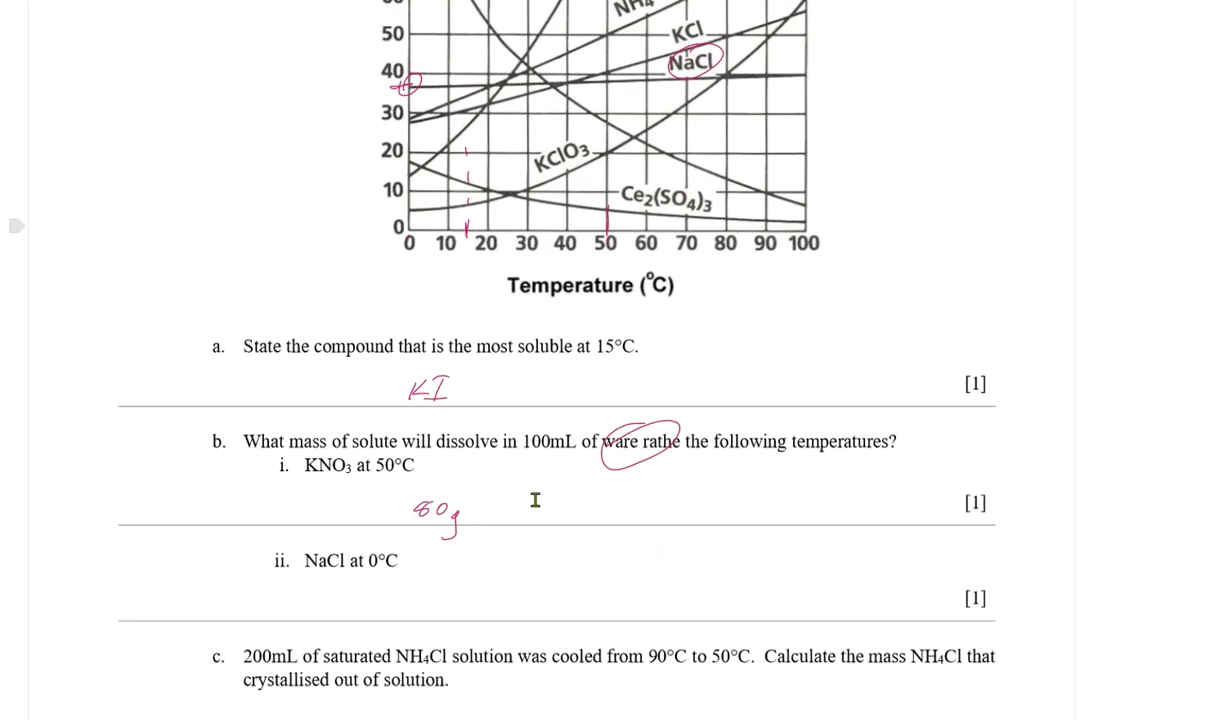 NH4
50
KCl
NaCl
40
30
20
KClO3
10
Ce2(SO4)3
0
0 10 20 30 40 50 60 70 80 90 100
Temperature (°C)
a. State the compound that is the most soluble at 15°C.
KI
[1]
b. What mass of solute will dissolve in 100mL of ware rathe the following temperatures?
i. KNO3 at 50°C
80g
[1]
ii. NaCl at 0°C
[1]
c. 200mL of saturated NH4Cl solution was cooled from 90°C to 50°C. Calculate the mass NH4Cl that
crystallised out of solution.